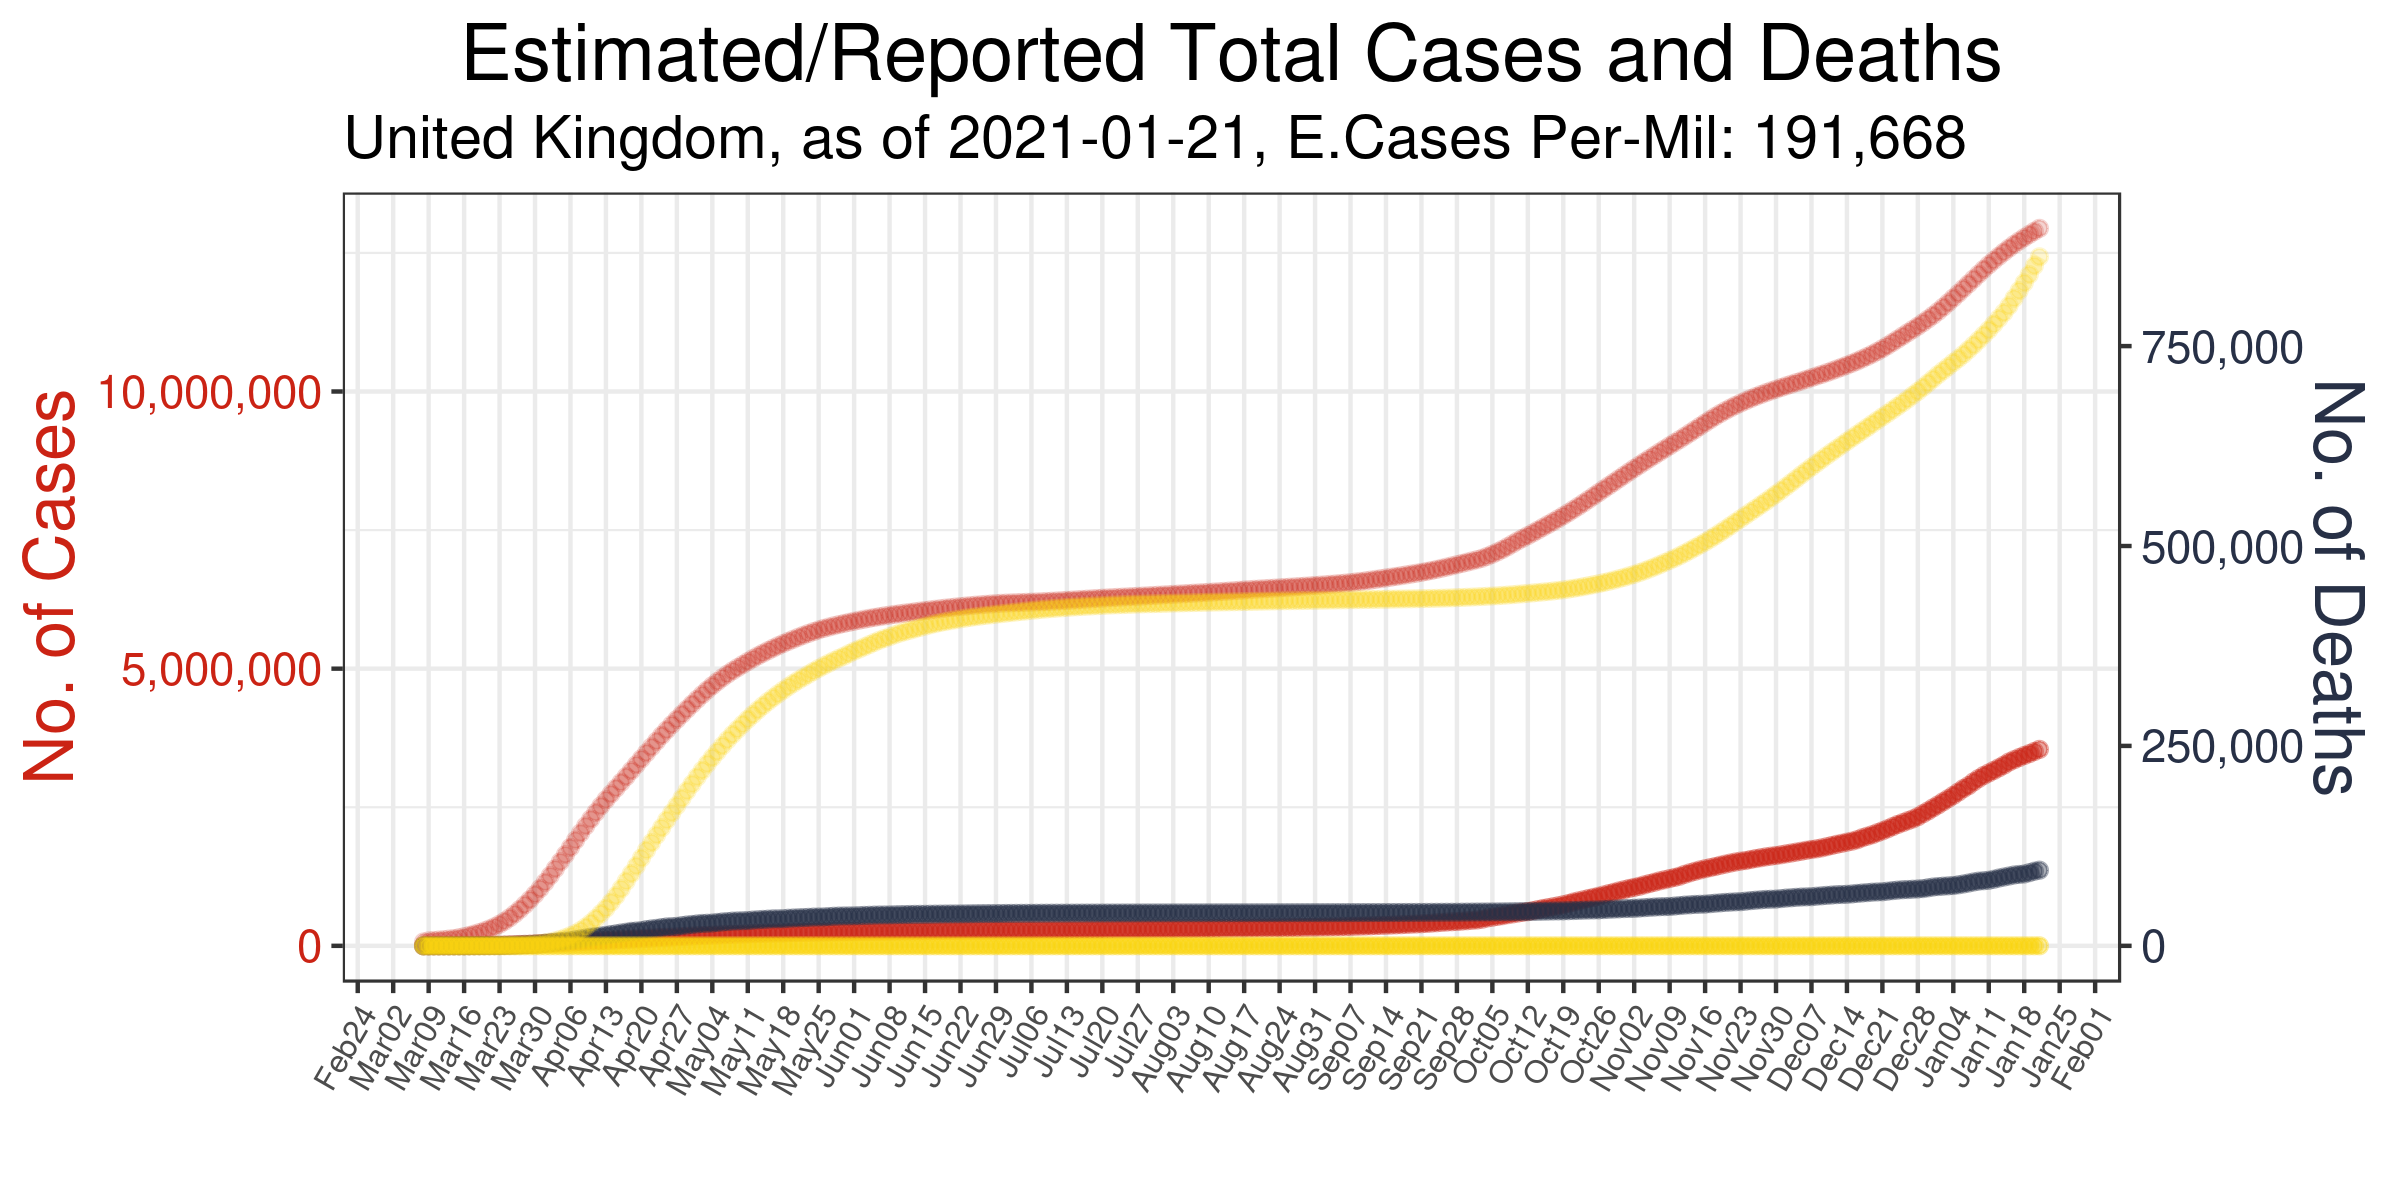 Estimated/Reported Total Cases and Deaths
United Kingdom, as of 2021-01-21, E.Cases Per-Mil: 191,668
No. of Cases
10,000,000
5,000,000
0
750,000
500,000
250,000
0
No. of Deaths
Feb24
Mar02
Mar09
Mar16
Mar23
Mar30
Apr06
Apr13
Apr20
Apr27
May04
May11
May18
May25
Jun01
Jun08
Jun15
Jun22
Jun29
Jul06
Jul13
Jul20
Jul27
Aug03
Aug10
Aug17
Aug24
Aug31
Sep07
Sep14
Sep21
Sep28
Oct05
Oct12
Oct19
Oct26
Nov02
Nov09
Nov16
Nov23
Nov30
Dec07
Dec14
Dec21
Dec28
Jan04
Jan11
Jan18
Jan25
Feb01